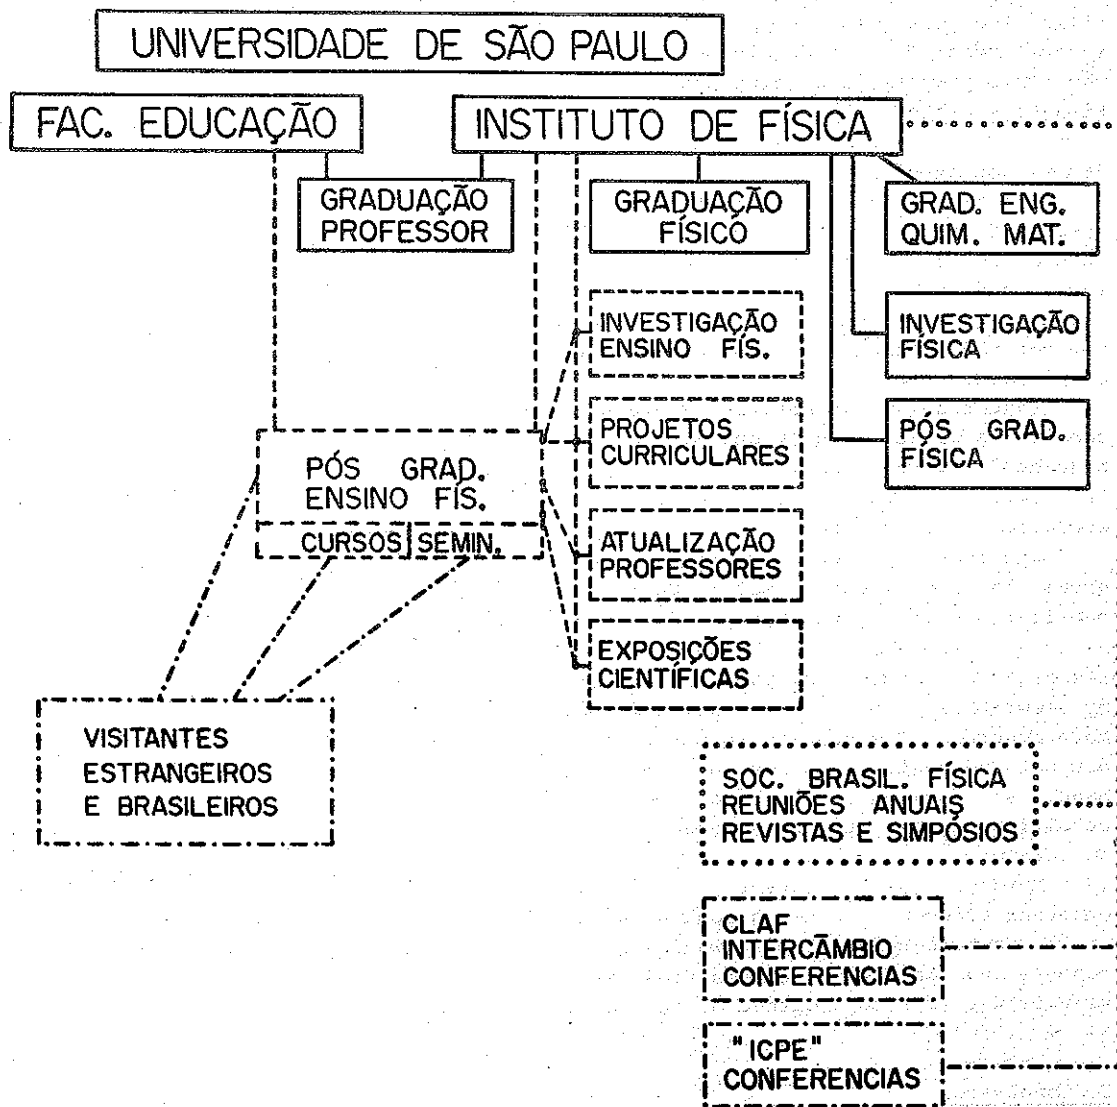 UNIVERSIDADE DE SÃO PAULO
FAC. EDUCAÇÃO
INSTITUTO DE FÍSICA
GRADUAÇÃO
PROFESSOR
GRADUAÇÃO
FÍSICO
GRAD. ENG.
QUIM. MAT.
INVESTIGAÇÃO
ENSINO FÍS.
INVESTIGAÇÃO
FÍSICA
PROJETOS
CURRICULARES
PÓS GRAD.
FÍSICA
PÓS GRAD.
ENSINO FÍS.
CURSOS SEMIN.
ATUALIZAÇÃO
PROFESSORES
EXPOSIÇÕES
CIENTÍFICAS
VISITANTES
ESTRANGEIROS
E BRASILEIROS
SOC. BRASIL. FÍSICA
REUNIÕES ANUAIS
REVISTAS E SIMPÓSIOS
CLAF
INTERCÂMBIO
CONFERENCIAS
"ICPE"
CONFERENCIAS